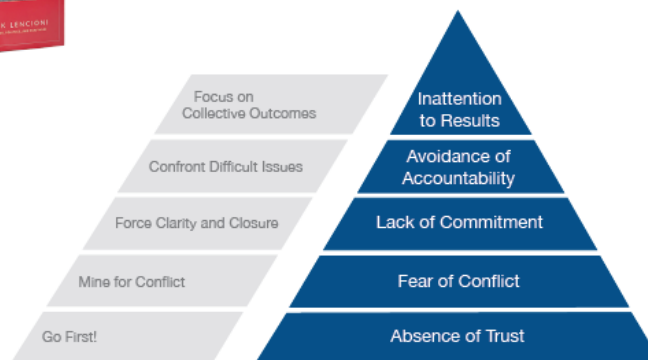 K LENCIONI
Focus on
Collective Outcomes
Inattention
to Results
Confront Difficult Issues
Avoidance of
Accountability
Force Clarity and Closure
Lack of Commitment
Mine for Conflict
Fear of Conflict
Go First!
Absence of Trust